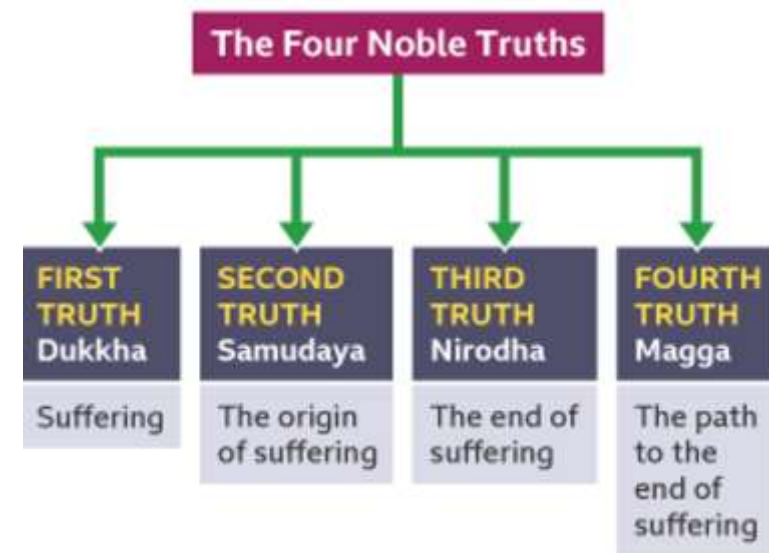 The Four Noble Truths
FIRST
TRUTH
Dukkha
Suffering
SECOND
TRUTH
Samudaya
The origin
of suffering
THIRD
TRUTH
Nirodha
The end of
suffering
FOURTH
TRUTH
Magga
The path
to the
end of
suffering